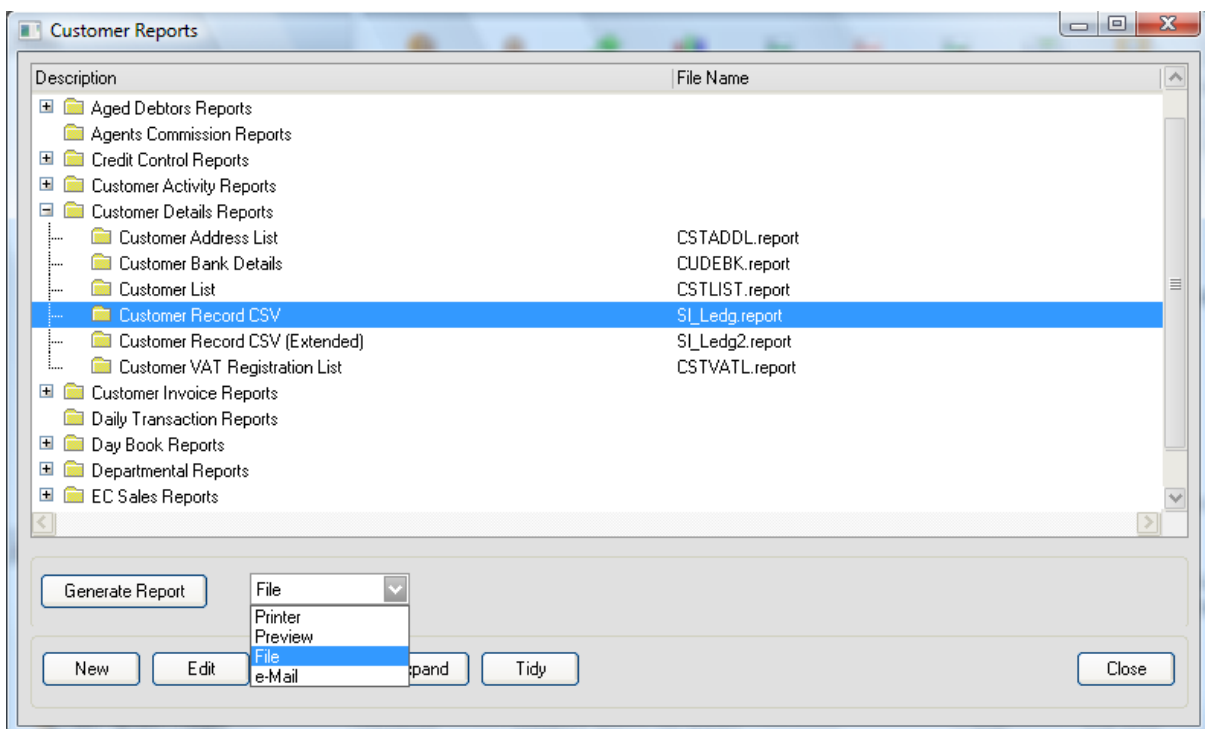 Customer Reports
Description File Name
Aged Debtors Reports
Agents Commission Reports
Credit Control Reports
Customer Activity Reports
Customer Details Reports
Customer Address List CSTADDL.report
Customer Bank Details CUDEBK.report
Customer List CSTLIST.report
Customer Record CSV SI_Ledg.report
Customer Record CSV (Extended) SI_Ledg2.report
Customer VAT Registration List CSTVATL.report
Customer Invoice Reports
Daily Transaction Reports
Day Book Reports
Departmental Reports
EC Sales Reports
Generate Report File
Printer
Preview
File
e-Mail
New Edit pand Tidy Close